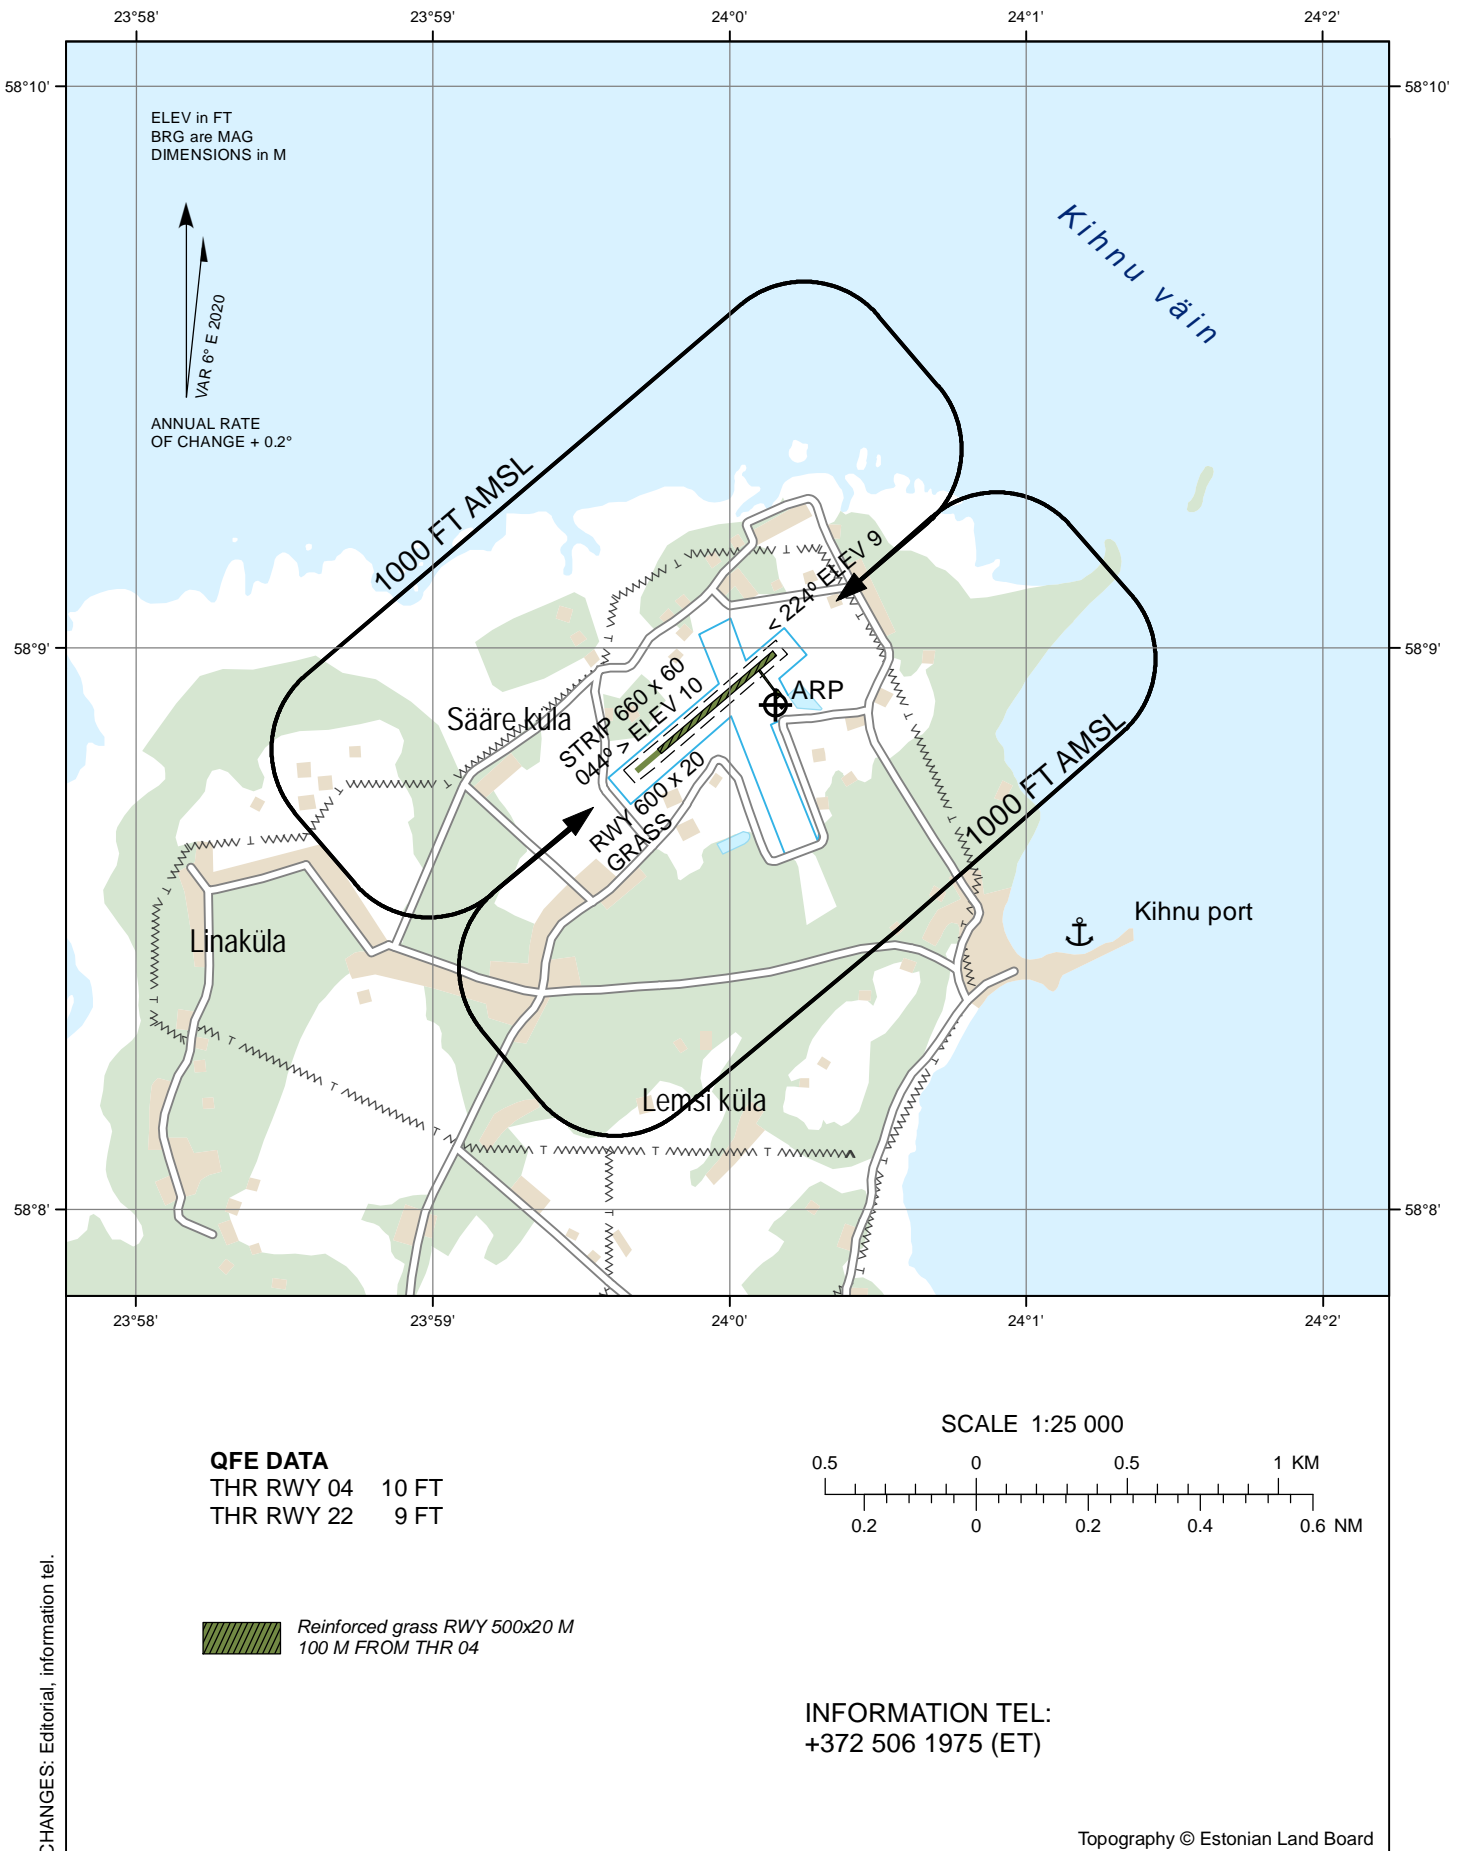 23°58'
23°59'
24°0'
24°1'
24°2'
58°10'
58°10'
ELEV in FT
BRG are MAG
DIMENSIONS in M
VAR 6° E 2020
ANNUAL RATE
OF CHANGE + 0.2°
Kihnu väin
1000 FT AMSL
< 224º ELEV 9
58°9'
58°9'
ARP
Sääre küla
STRIP 660 x 60
044º > ELEV 10
RWY 600 x 20
GRASS
1000 FT AMSL
Kihnu port
Linaküla
Lemsi küla
58°8'
58°8'
23°58'
23°59'
24°0'
24°1'
24°2'
SCALE 1:25 000
0.5 0 0.5 1 KM
0.2 0 0.2 0.4 0.6 NM
QFE DATA
THR RWY 04 10 FT
THR RWY 22 9 FT
Reinforced grass RWY 500x20 M
100 M FROM THR 04
INFORMATION TEL:
+372 506 1975 (ET)
CHANGES: Editorial, information tel.
Topography © Estonian Land Board